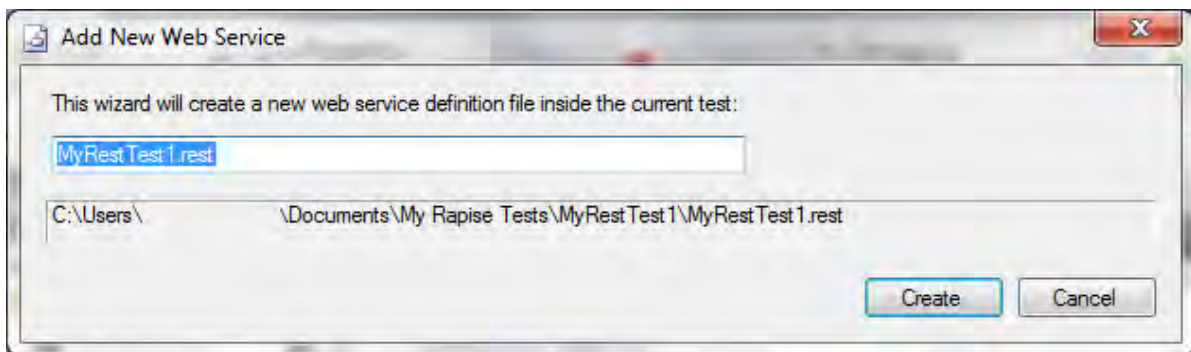 Add New Web Service
This wizard will create a new web service definition file inside the current test:
MyRestTest1.rest
C:\Users\ \Documents\My Rapise Tests\MyRestTest1\MyRestTest1.rest
Create Cancel